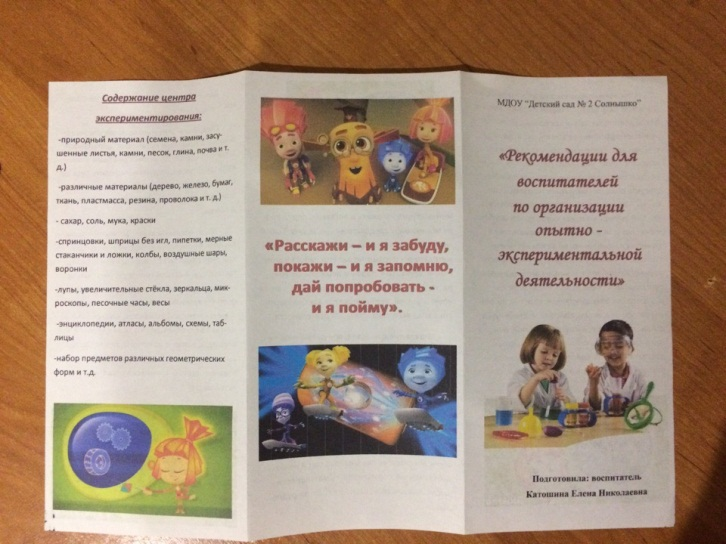 Содержание центра
экспериментирования:
-природный материал (семена, камни, засу-
шенные листья, камни, песок, глина, почва и т.
д.)
-различные материалы (дерево, железо, бумаг,
ткань, пластмасса, резина, проволока и т. д.)
- сахар, соль, мука, краски
-спринцовки, шприцы без игл, пипетки, мерные
стаканчики и ложки, колбы, воздушные шары,
воронки
-лупы, увеличительные стёкла, зеркальца, мик-
роскопы, песочные часы, весы
-энциклопедии, атласы, альбомы, схемы, таб-
лицы
-набор предметов различных геометрических
форм и т.д.
«Расскажи – и я забуду,
покажи – и я запомню,
дай попробовать -
и я пойму».
МДОУ "Детский сад № 2 Солнышко"
«Рекомендации для
воспитателей
по организации
опытно -
экспериментальной
деятельности»
Подготовила: воспитатель
Катошина Елена Николаевна